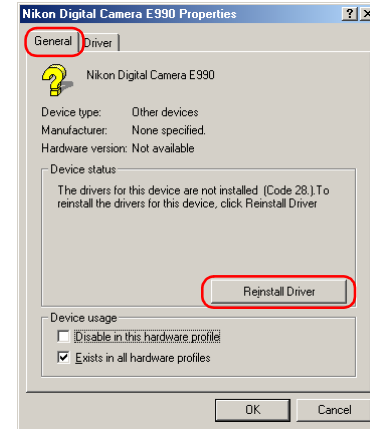 Nikon Digital Camera E990 Properties
General Driver
Nikon Digital Camera E990
Device type: Other devices
Manufacturer: None specified.
Hardware version: Not available
Device status
The drivers for this device are not installed (Code 28.).To
reinstall the drivers for this device, click Reinstall Driver
Reinstall Driver
Device usage
Disable in this hardware profile
Exists in all hardware profiles
OK Cancel